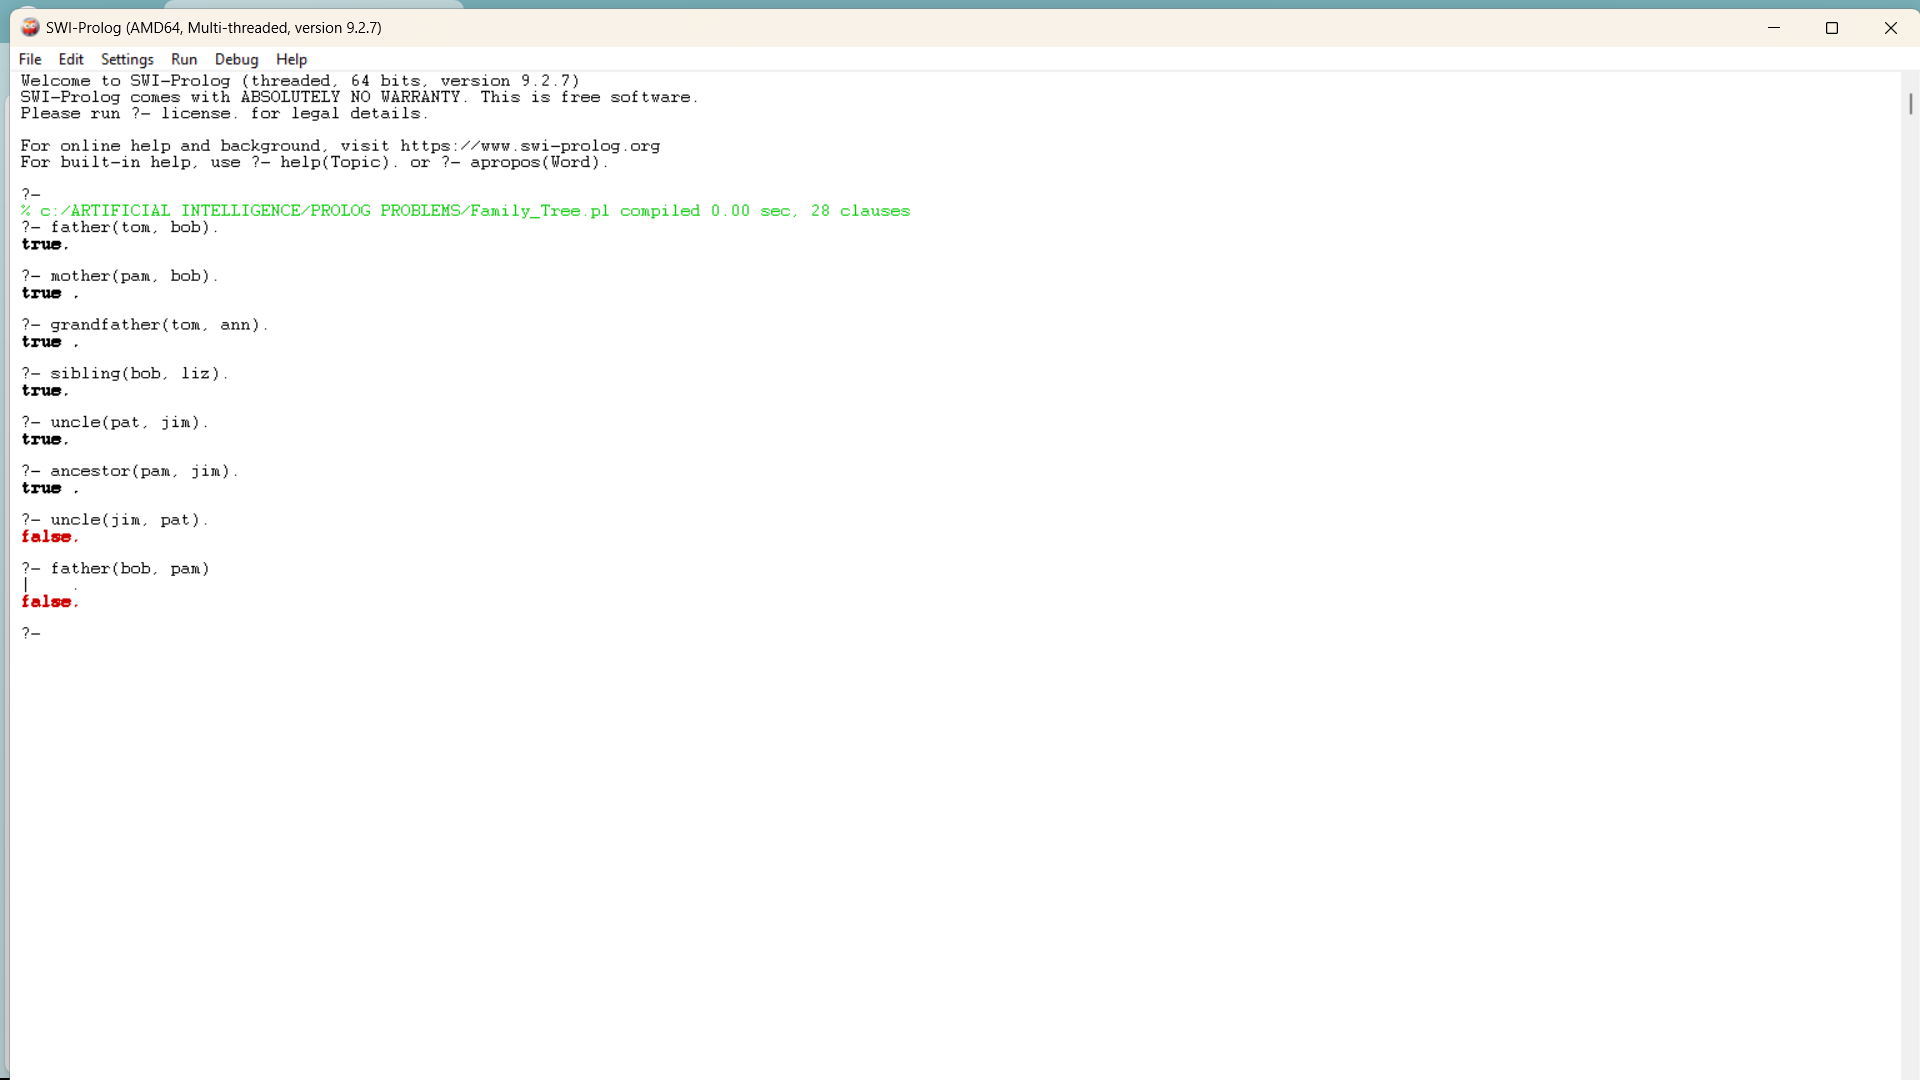 SWI-Prolog (AMD64, Multi-threaded, version 9.2.7)
File Edit Settings Run Debug Help
Welcome to SWI-Prolog (threaded, 64 bits, version 9.2.7)
SWI-Prolog comes with ABSOLUTELY NO WARRANTY. This is free software.
Please run ?- license. for legal details.
For online help and background, visit https://www.swi-prolog.org
For built-in help, use ?- help(Topic). or ?- apropos(Word).
?-
% c:/ARTIFICIAL INTELLIGENCE/PROLOG PROBLEMS/Family_Tree.pl compiled 0.00 sec, 28 clauses
?- father(tom, bob).
true.
?- mother(pam, bob).
true .
?- grandfather(tom, ann).
true .
?- sibling(bob, liz).
true.
?- uncle(pat, jim).
true.
?- ancestor(pam, jim).
true .
?- uncle(jim, pat).
false.
?- father(bob, pam)
|    .
false.
?-